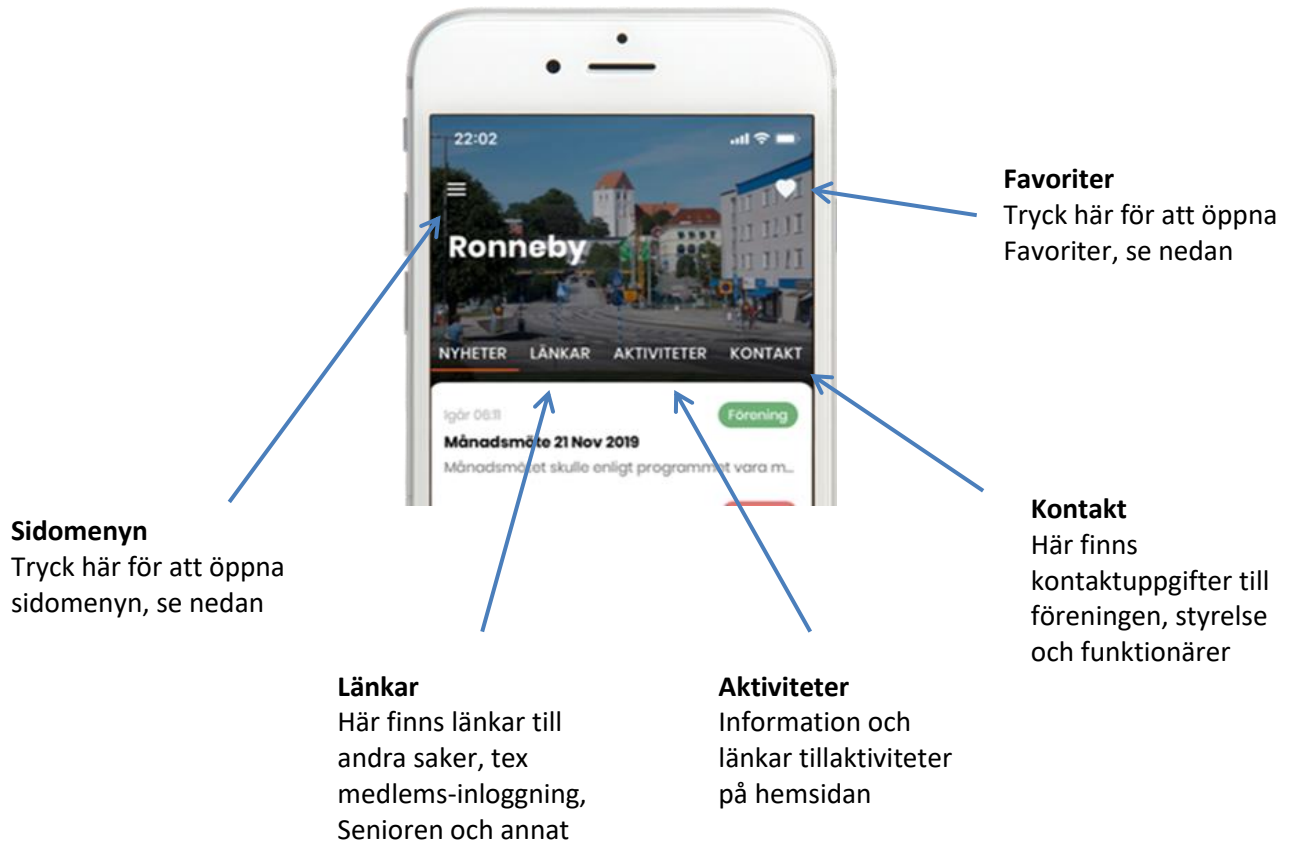 22:02
Ronneby
NYHETER LÄNKAR AKTIVITETER KONTAKT
Igår 06:11
Förening
Månadsmöte 21 Nov 2019
Månadsmötet skulle enligt programmet vara m...
Favoriter
Tryck här för att öppna
Favoriter, se nedan
Sidomenyn
Tryck här för att öppna
sidomenyn, se nedan
Kontakt
Här finns
kontaktuppgifter till
föreningen, styrelse
och funktionärer
Länkar
Här finns länkar till
andra saker, tex
medlems-inloggning,
Senioren och annat
Aktiviteter
Information och
länkar tillaktiviteter
på hemsidan